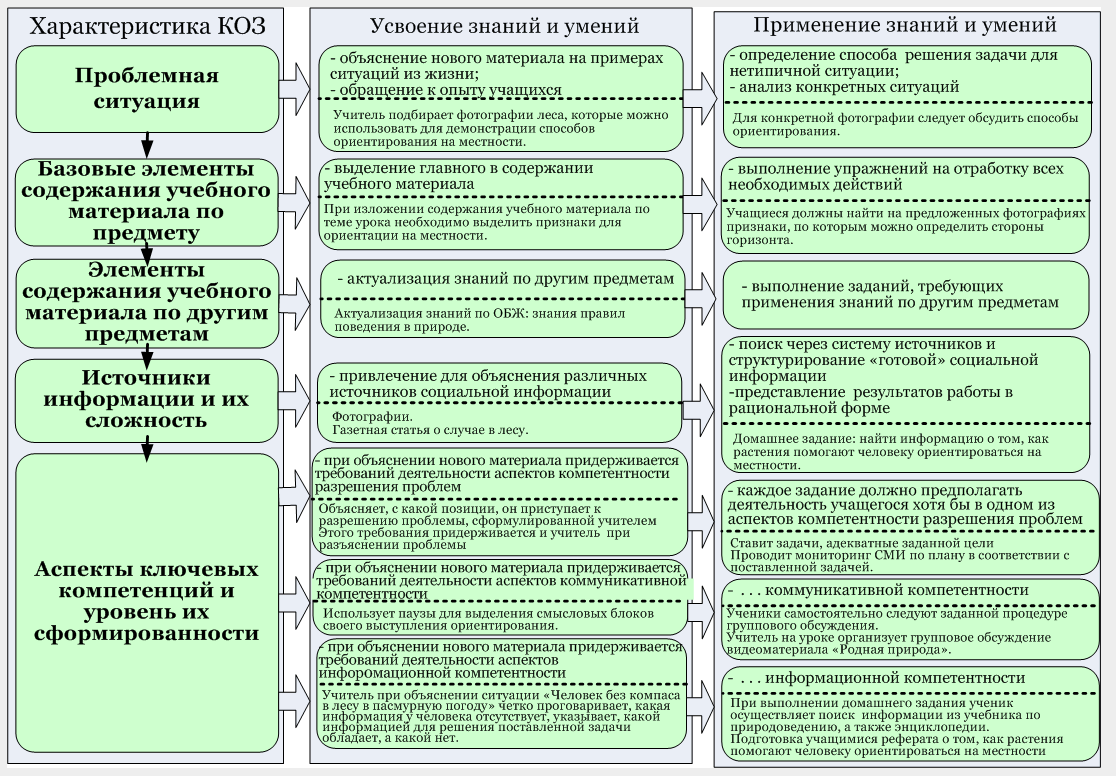 Характеристика КОЗ
Проблемная
ситуация
Базовые элементы
содержания учебного
материала по
предмету
Элементы
содержания учебного
материала по другим
предметам
Источники
информации и их
сложность
Аспекты ключевых
компетенций и
уровень их
сформированности
Усвоение знаний и умений
- объяснение нового материала на примерах
ситуаций из жизни;
- обращение к опыту учащихся
Учитель подбирает фотографии леса, которые можно
использовать для демонстрации способов
ориентирования на местности.
- выделение главного в содержании
учебного материала
При изложении содержания учебного материала по
теме урока необходимо выделить признаки для
ориентации на местности.
- актуализация знаний по другим предметам
Актуализация знаний по ОБЖ: знания правил
поведения в природе.
- привлечение для объяснения различных
источников социальной информации
Фотографии.
Газетная статья о случае в лесу.
- при объяснении нового материала придерживается
требований деятельности аспектов компетентности
разрешения проблем
Объясняет, с какой позиции, он приступает к
разрешению проблемы, сформулированной учителем
Этого требования придерживается и учитель при
разъяснении проблемы
- при объяснении нового материала придерживается
требований деятельности аспектов коммуникативной
компетентности
Использует паузы для выделения смысловых блоков
своего выступления ориентирования.
- при объяснении нового материала придерживается
требований деятельности аспектов
инфоромационной компетентности
Учитель при объяснении ситуации «Человек без компаса
в лесу в пасмурную погоду» четко проговаривает, какая
информация у человека отсутствует, указывает, какой
информацией для решения поставленной задачи
обладает, а какой нет.
Применение знаний и умений
- определение способа решения задачи для
нетипичной ситуации;
- анализ конкретных ситуаций
Для конкретной фотографии следует обсудить способы
ориентирования.
- выполнение упражнений на отработку всех
необходимых действий
Учащиеся должны найти на предложенных фотографиях
признаки, по которым можно определить стороны
горизонта.
- выполнение заданий, требующих
применения знаний по другим предметам
- поиск через систему источников и
структурирование «готовой» социальной
информации
-представление результатов работы в
рациональной форме
Домашнее задание: найти информацию о том, как
растения помогают человеку ориентироваться на
местности.
- каждое задание должно предполагать
деятельность учащегося хотя бы в одном из
аспектов компетентности разрешения проблем
Ставит задачи, адекватные заданной цели
Проводит мониторинг СМИ по плану в соответствии с
поставленной задачей.
- . . . коммуникативной компетентности
Ученики самостоятельно следуют заданной процедуре
группового обсуждения.
Учитель на уроке организует групповое обсуждение
видеоматериала «Родная природа».
- . . . информационной компетентности
При выполнении домашнего задания ученик
осуществляет поиск информации из учебника по
природоведению, а также энциклопедии.
Подготовка учащимися реферата о том, как растения
помогают человеку ориентироваться на местности